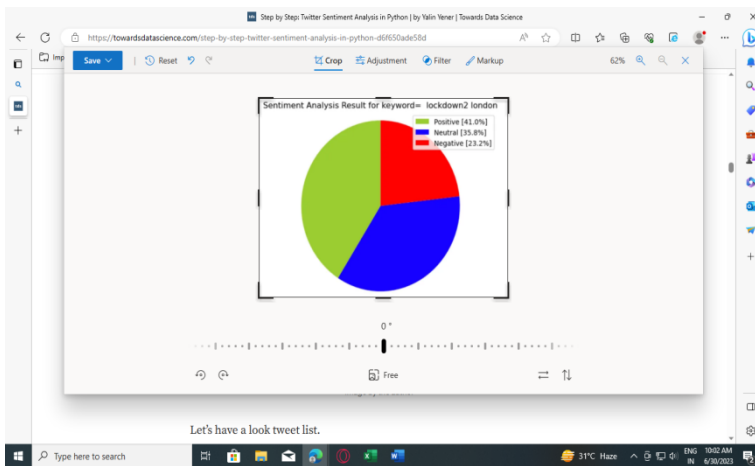 Step by Step: Twitter Sentiment Analysis in Python | by Yalin Yener | Towards Data Science
https://towardsdatascience.com/step-by-step-twitter-sentiment-analysis-in-python-d6f650ade58d
Imp
Save
Reset
Crop
Adjustment
Filter
Markup
62%
Sentiment Analysis Result for keyword= lockdown2 london
Positive [41.0%]
Neutral [35.8%]
Negative [23.2%]
0 °
Free
Let's have a look tweet list.
Type here to search
31°C Haze
ENG
IN
10:02 AM
6/30/2023